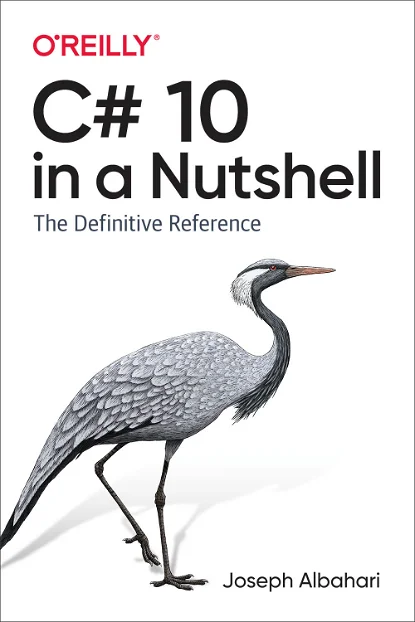 O'REILLY®
C# 10
in a Nutshell
The Definitive Reference
Joseph Albahari